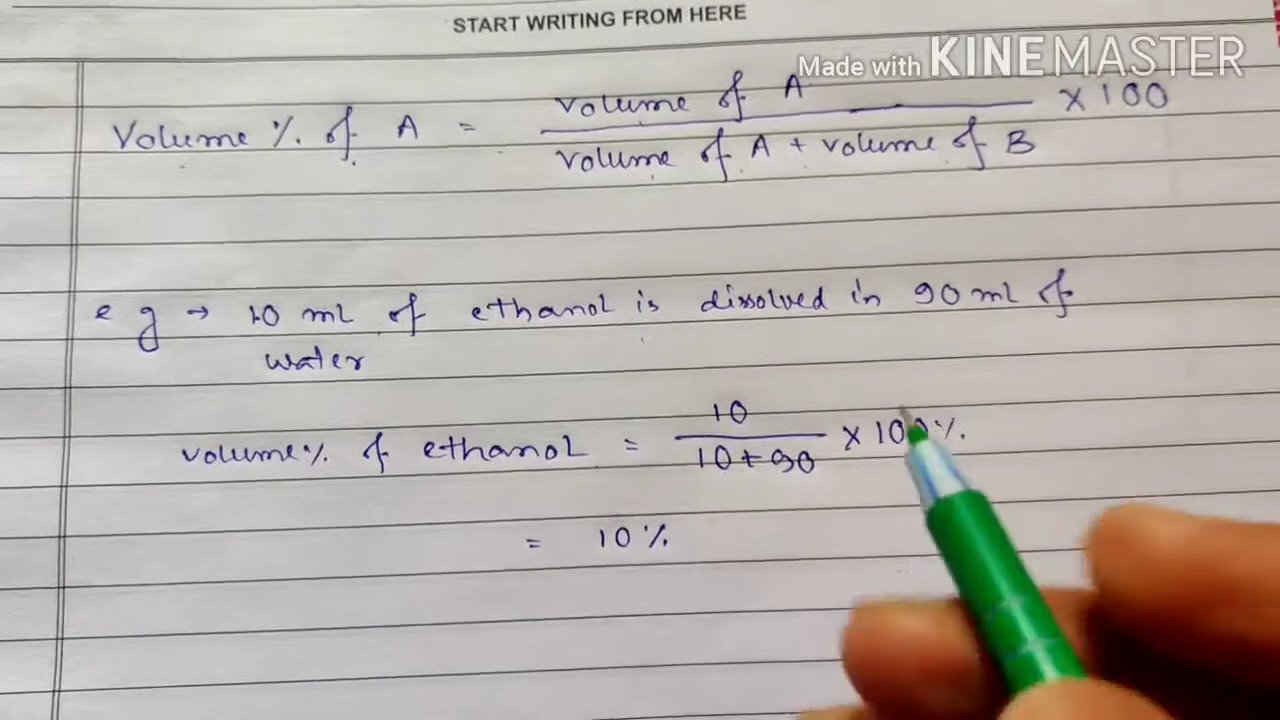 START WRITING FROM HERE
Made with KINEMASTER
Volume % of A = volume of A / volume of A + volume of B × 100
eg → 10 ml of ethanol is dissolved in 90 ml of
water
volume % of ethanol = 10 / 10 + 90 × 100 %
= 10 %